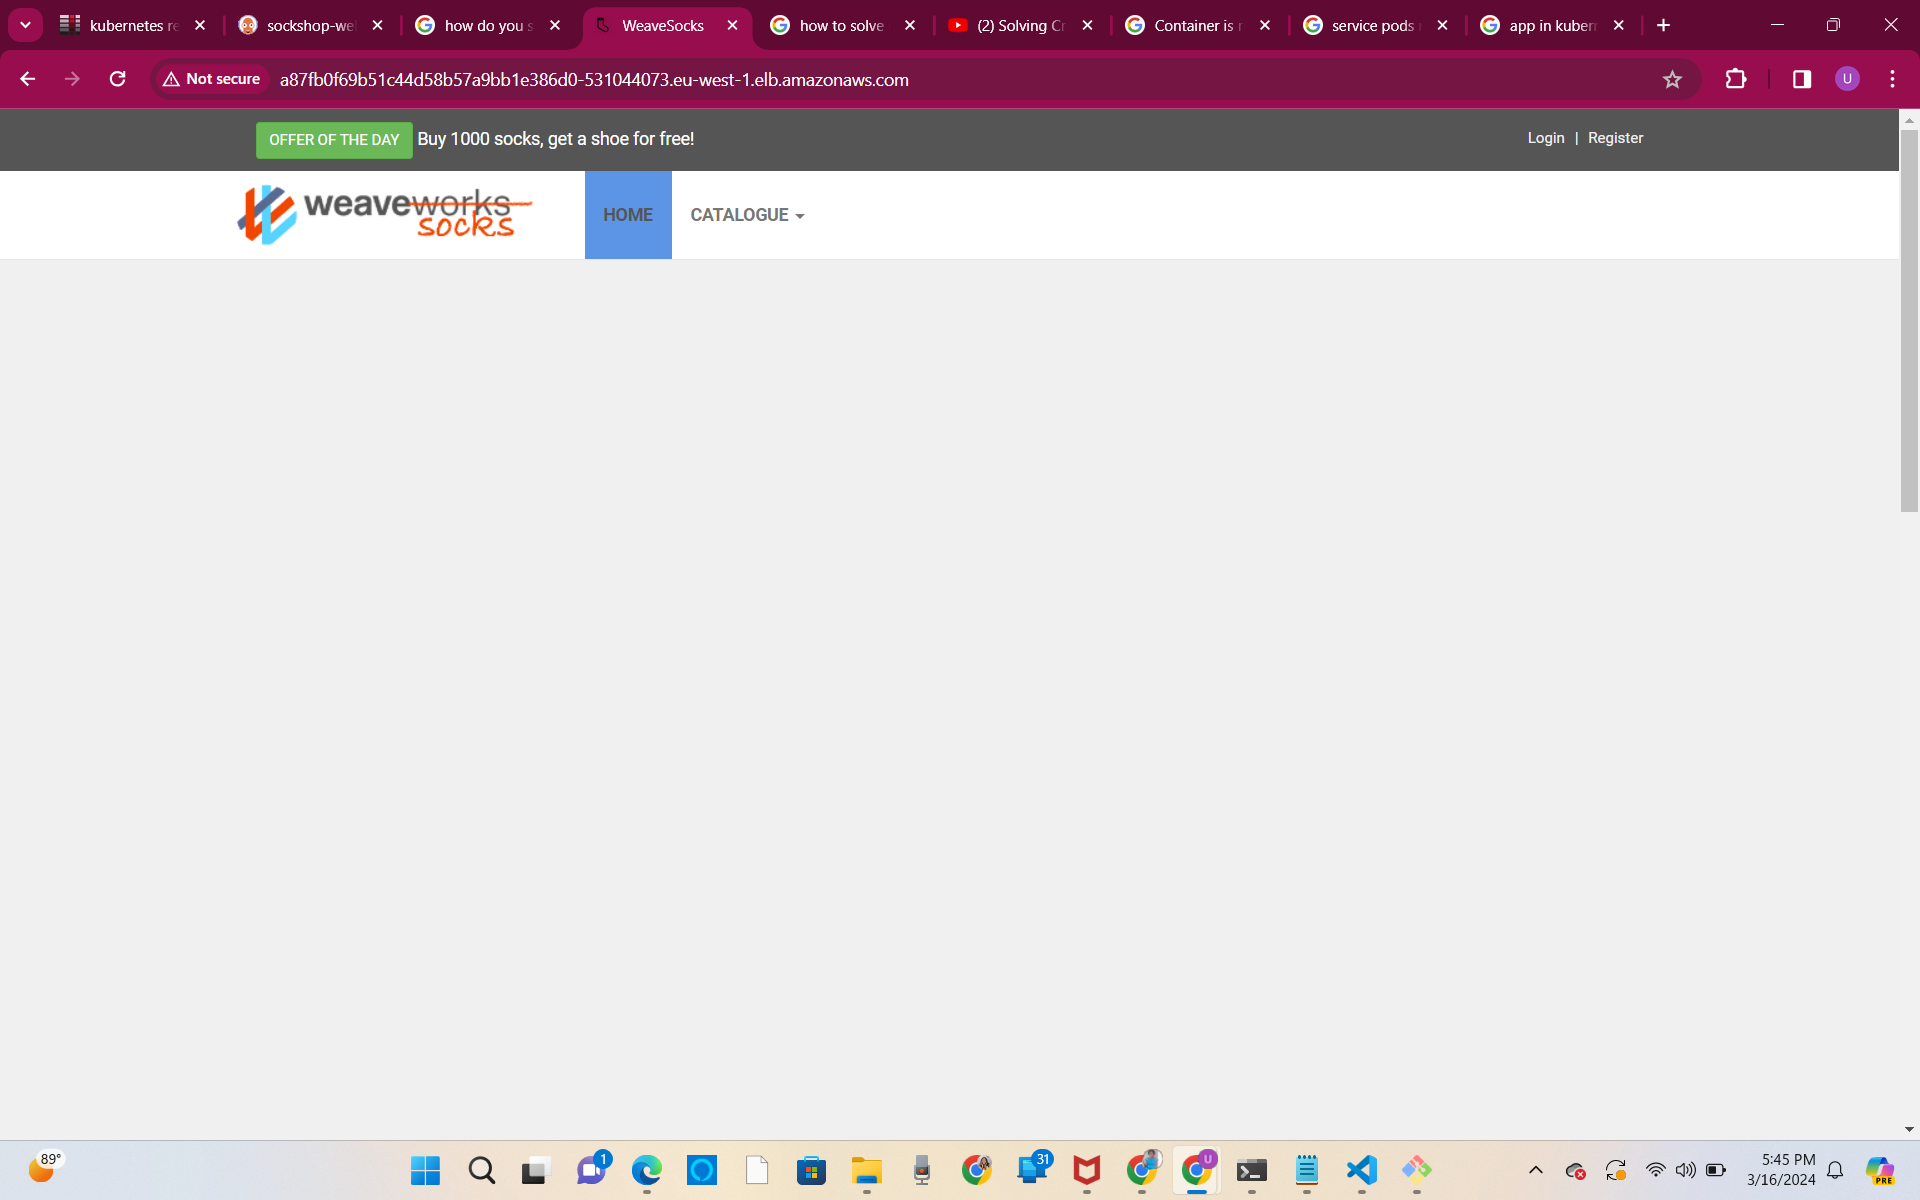 kubernetes re
sockshop-we
how do you s
WeaveSocks
how to solve
(2) Solving Cr
Container is r
service pods
app in kuber
Not secure
a87fb0f69b51c44d58b57a9bb1e386d0-531044073.eu-west-1.elb.amazonaws.com
U
OFFER OF THE DAY Buy 1000 socks, get a shoe for free!
Login | Register
weaveworks
socks
HOME
CATALOGUE
89°
1
31
U
5:45 PM
3/16/2024
PRE